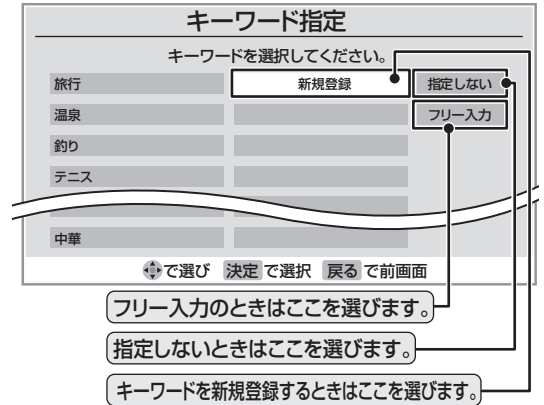 キーワード指定
キーワードを選択してください。
旅行 新規登録 指定しない
温泉 フリー入力
釣り
テニス
中華
で選び 決定 で選択 戻る で前画面
フリー入力のときはここを選びます。
指定しないときはここを選びます。
キーワードを新規登録するときはここを選びます。